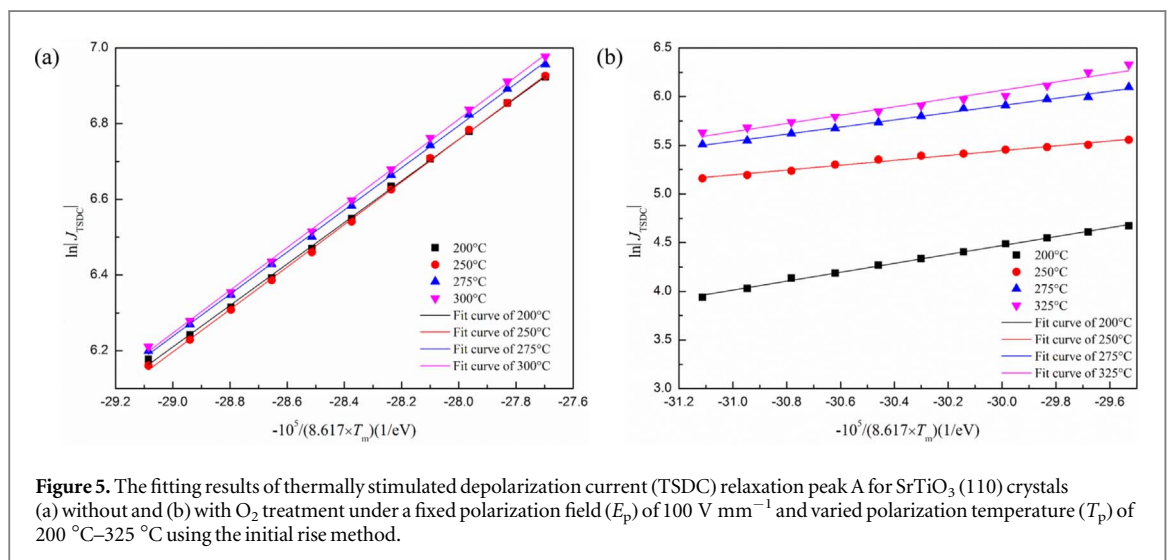 (a)
7.0
6.8
6.6
6.4
6.2
ln|J_TSDC|
200°C
250°C
275°C
300°C
Fit curve of 200°C
Fit curve of 250°C
Fit curve of 275°C
Fit curve of 300°C
-29.2 -29.0 -28.8 -28.6 -28.4 -28.2 -28.0 -27.8 -27.6
-10⁵/(8.617×T_m)(1/eV)
(b)
6.5
6.0
5.5
5.0
4.5
4.0
3.5
3.0
ln|J_TSDC|
200°C
250°C
275°C
325°C
Fit curve of 200°C
Fit curve of 250°C
Fit curve of 275°C
Fit curve of 325°C
-31.2 -31.0 -30.8 -30.6 -30.4 -30.2 -30.0 -29.8 -29.6
-10⁵/(8.617×T_m)(1/eV)
Figure 5. The fitting results of thermally stimulated depolarization current (TSDC) relaxation peak A for SrTiO₃ (110) crystals
(a) without and (b) with O₂ treatment under a fixed polarization field (E_p) of 100 V mm⁻¹ and varied polarization temperature (T_p) of
200 °C–325 °C using the initial rise method.